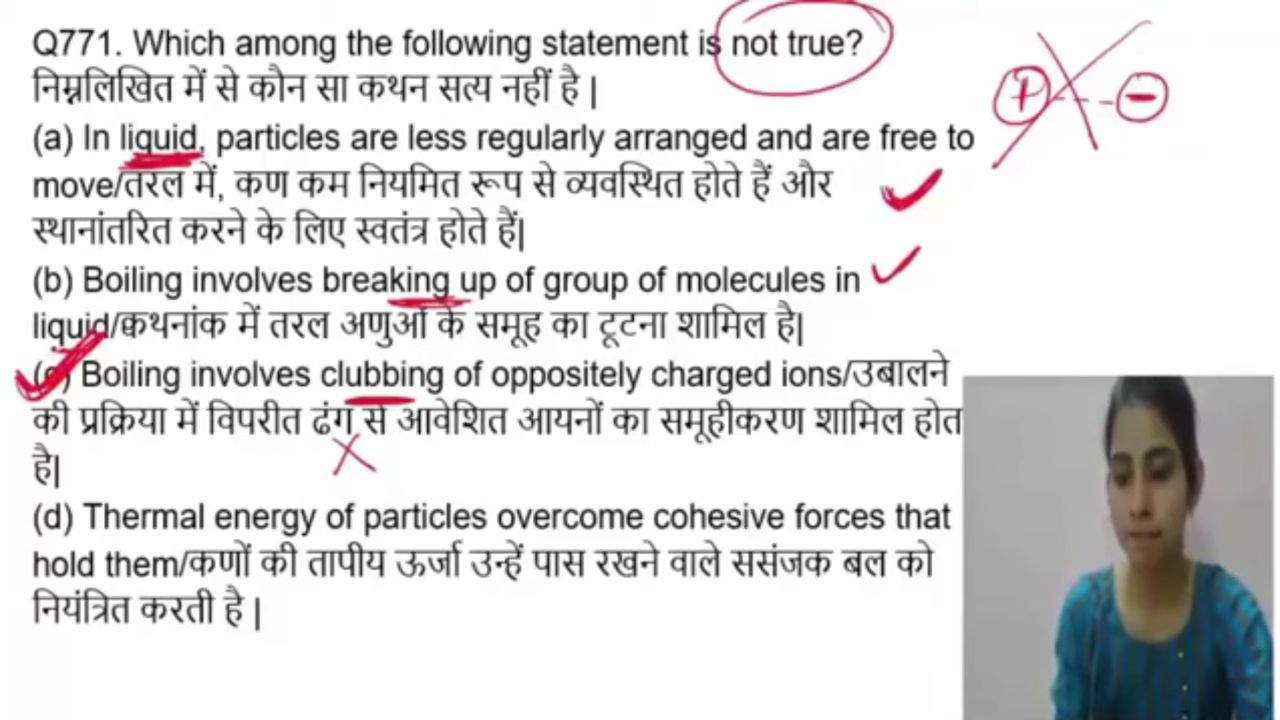 Q771. Which among the following statement is not true?
निम्नलिखित में से कौन सा कथन सत्य नहीं है |
(a) In liquid, particles are less regularly arranged and are free to
move/तरल में, कण कम नियमित रूप से व्यवस्थित होते हैं और
स्थानांतरित करने के लिए स्वतंत्र होते हैं|
(b) Boiling involves breaking up of group of molecules in
liquid/क्वथनांक में तरल अणुओं के समूह का टूटना शामिल है|
(c) Boiling involves clubbing of oppositely charged ions/उबालने
की प्रक्रिया में विपरीत ढंग से आवेशित आयनों का समूहीकरण शामिल होत
है|
(d) Thermal energy of particles overcome cohesive forces that
hold them/कणों की तापीय ऊर्जा उन्हें पास रखने वाले ससंजक बल को
नियंत्रित करती है |